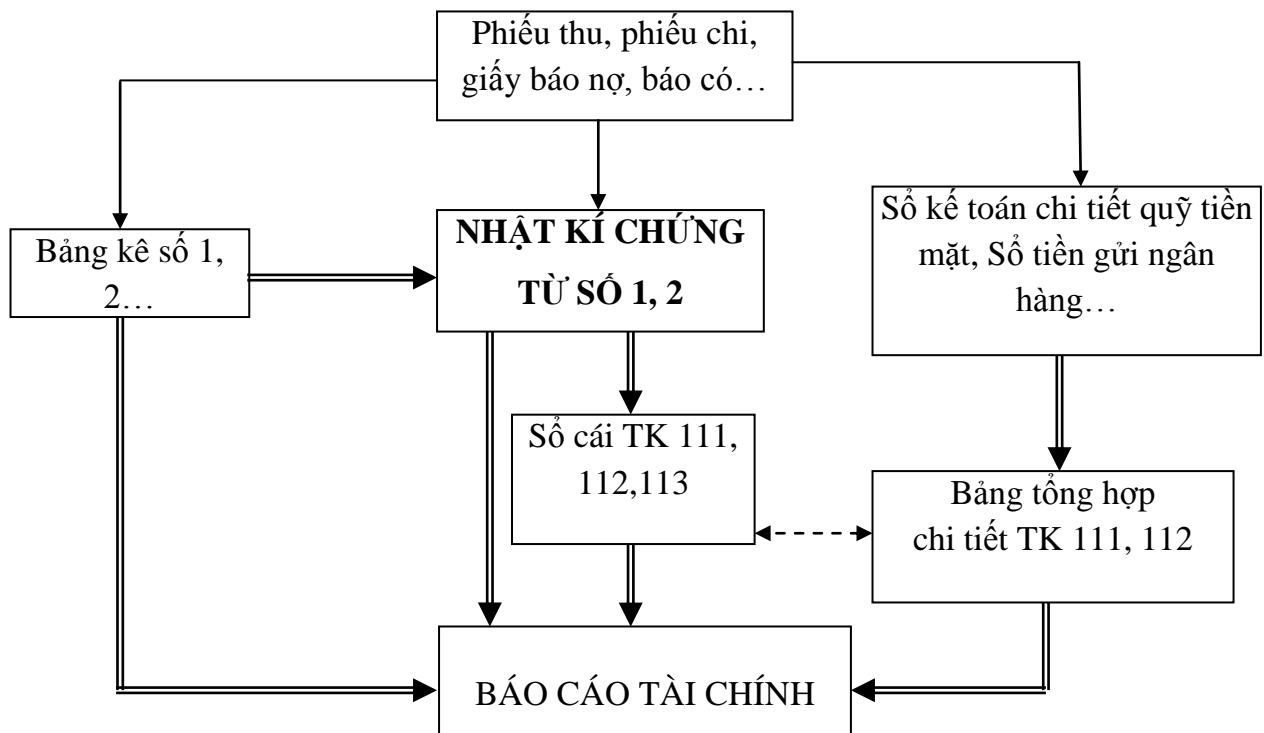 Phiếu thu, phiếu chi,
giấy báo nợ, báo có…
Bảng kê số 1,
2…
NHẬT KÍ CHỨNG
TỪ SỐ 1, 2
Sổ kế toán chi tiết quỹ tiền
mặt, Sổ tiền gửi ngân
hàng…
Sổ cái TK 111,
112,113
Bảng tổng hợp
chi tiết TK 111, 112
BÁO CÁO TÀI CHÍNH